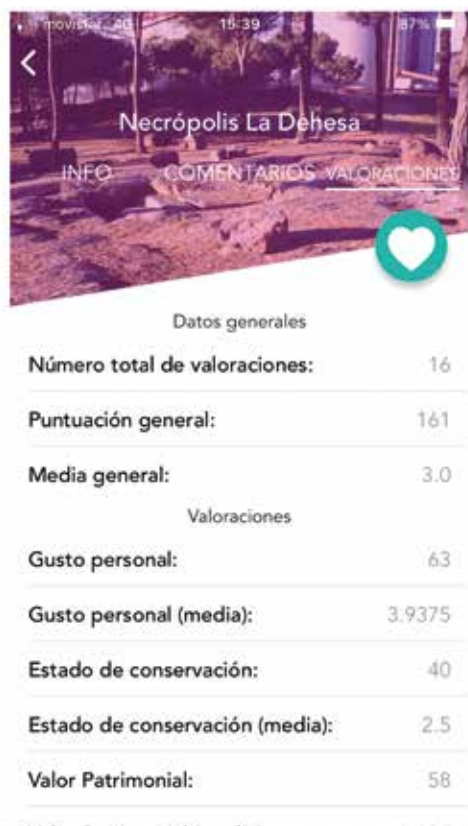 movistar 4G 15:39 87%
Necrópolis La Dehesa
INFO COMENTARIOS VALORACIONES
Datos generales
Número total de valoraciones: 16
Puntuación general: 161
Media general: 3.0
Valoraciones
Gusto personal: 63
Gusto personal (media): 3.9375
Estado de conservación: 40
Estado de conservación (media): 2.5
Valor Patrimonial: 58